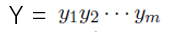 Y = y₁y₂ ··· yₘ